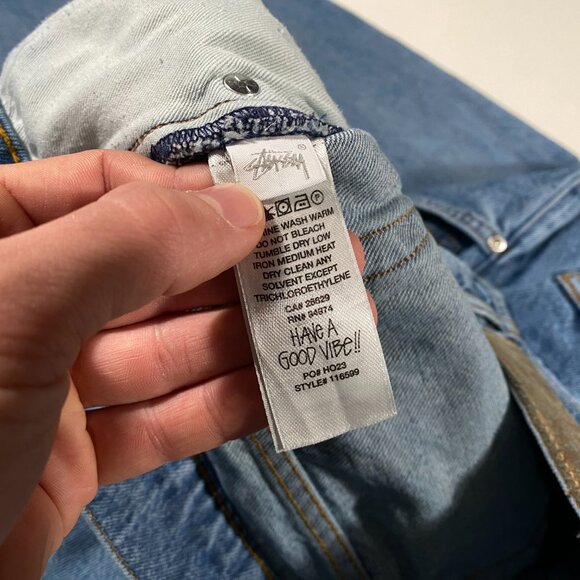 Stüssy
INE WASH WARM
DO NOT BLEACH
TUMBLE DRY LOW
IRON MEDIUM HEAT
DRY CLEAN ANY
SOLVENT EXCEPT
TRICHLOROETHYLENE
CA# 28629
RN# 94974
HAVE A
GOOD VIBE!!
PO# HO23
STYLE# 116599